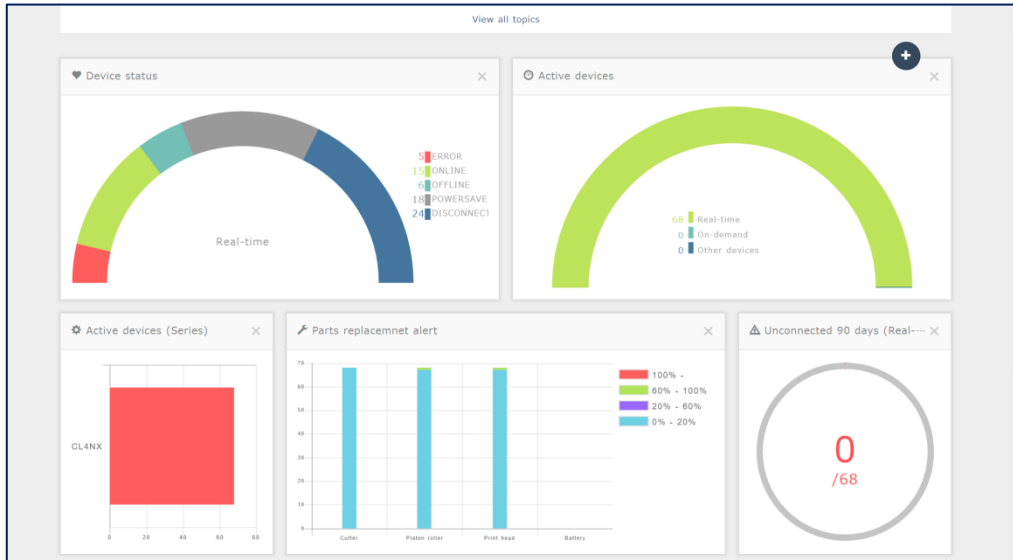 View all topics
Device status
5 ERROR
15 ONLINE
6 OFFLINE
18 POWERSAVE
24 DISCONNECT
Real-time
Active devices
68 Real-time
0 On-demand
0 Other devices
Active devices (Series)
CL4NX
0 20 40 60 80
Parts replacemnet alert
70
60
50
40
30
20
10
0
Cutter Platen roller Print head Battery
100% -
60% - 100%
20% - 60%
0% - 20%
Unconnected 90 days (Real-···
0
/68